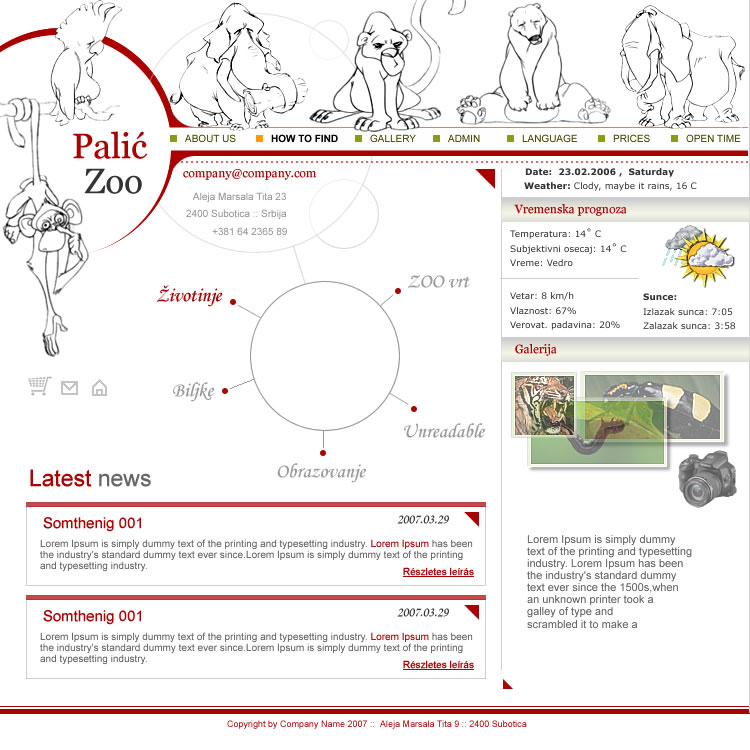 Palić
Zoo
ABOUT US
HOW TO FIND
GALLERY
ADMIN
LANGUAGE
PRICES
OPEN TIME
company@company.com
Aleja Marsala Tita 23
2400 Subotica :: Srbija
+381 64 2365 89
Date: 23.02.2006 , Saturday
Weather: Clody, maybe it rains, 16 C
Vremenska prognoza
Temperatura: 14˚ C
Subjektivni osecaj: 14˚ C
Vreme: Vedro
Vetar: 8 km/h
Vlaznost: 67%
Verovat. padavina: 20%
Sunce:
Izlazak sunca: 7:05
Zalazak sunca: 3:58
Galerija
ZOO vrt
Životinje
Biljke
Unreadable
Obrazovanje
Latest news
Somthenig 001
2007.03.29
Lorem Ipsum is simply dummy text of the printing and typesetting industry. Lorem Ipsum has been
the industry's standard dummy text ever since.Lorem Ipsum is simply dummy text of the printing
and typesetting industry.
Részletes leírás
Somthenig 001
2007.03.29
Lorem Ipsum is simply dummy text of the printing and typesetting industry. Lorem Ipsum has been
the industry's standard dummy text ever since.Lorem Ipsum is simply dummy text of the printing
and typesetting industry.
Részletes leírás
Lorem Ipsum is simply dummy
text of the printing and typesetting
industry. Lorem Ipsum has been
the industry's standard dummy
text ever since the 1500s,when
an unknown printer took a
galley of type and
scrambled it to make a
Copyright by Company Name 2007 :: Aleja Marsala Tita 9 :: 2400 Subotica